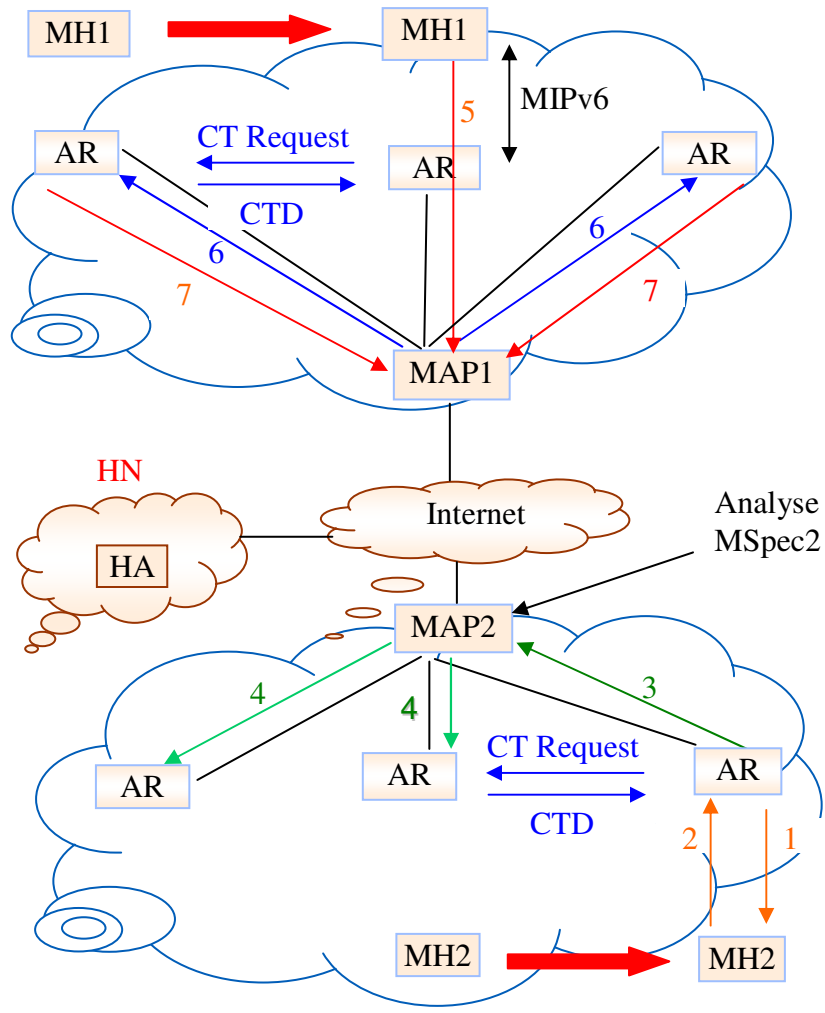 MH1
MH1
5
MIPv6
AR
CT Request
AR
AR
CTD
6
6
7
7
MAP1
HN
Internet
Analyse
MSpec2
HA
MAP2
4
4
3
CT Request
AR
AR
AR
CTD
2
1
MH2
MH2